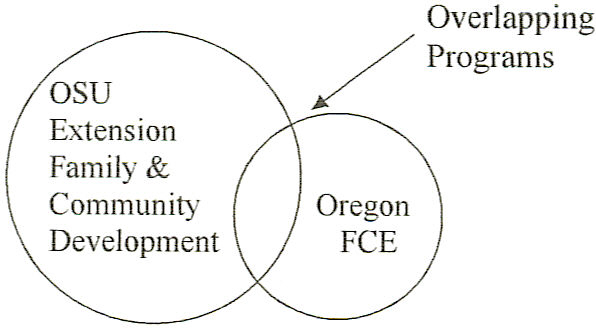 Overlapping
Programs
OSU
Extension
Family &
Community
Development
Oregon
FCE